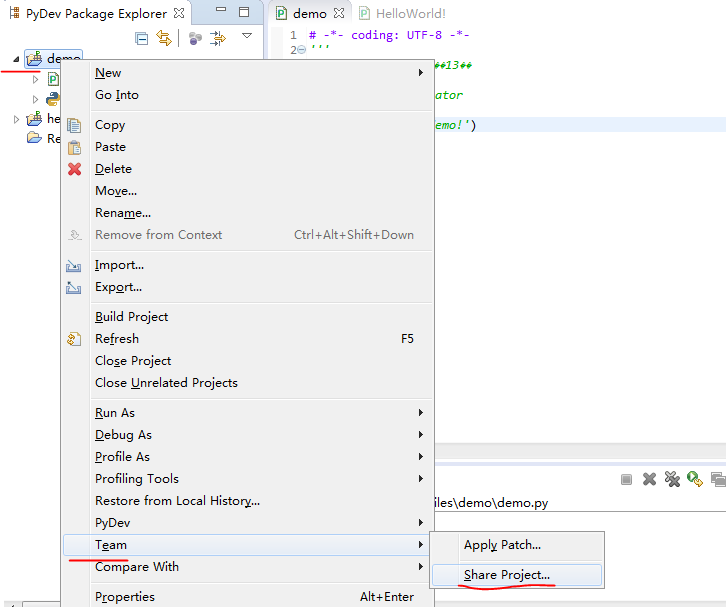 PyDev Package Explorer
demo
HelloWorld!
1 # -*- coding: UTF-8 -*-
2 '''
demo
13
ator
emo!')
he
Re
New
Go Into
Copy
Paste
Delete
Move...
Rename...
Remove from Context Ctrl+Alt+Shift+Down
Import...
Export...
Build Project
Refresh F5
Close Project
Close Unrelated Projects
Run As
Debug As
Profile As
Profiling Tools
Restore from Local History...
iles\demo\demo.py
PyDev
Team
Apply Patch...
Compare With
Share Project...
Properties Alt+Enter